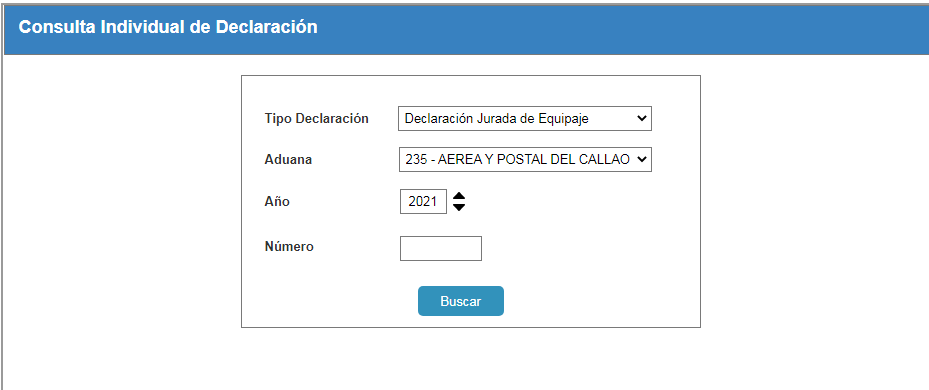 Consulta Individual de Declaración
Tipo Declaración Declaración Jurada de Equipaje
Aduana 235 - AEREA Y POSTAL DEL CALLAO
Año 2021
Número
Buscar